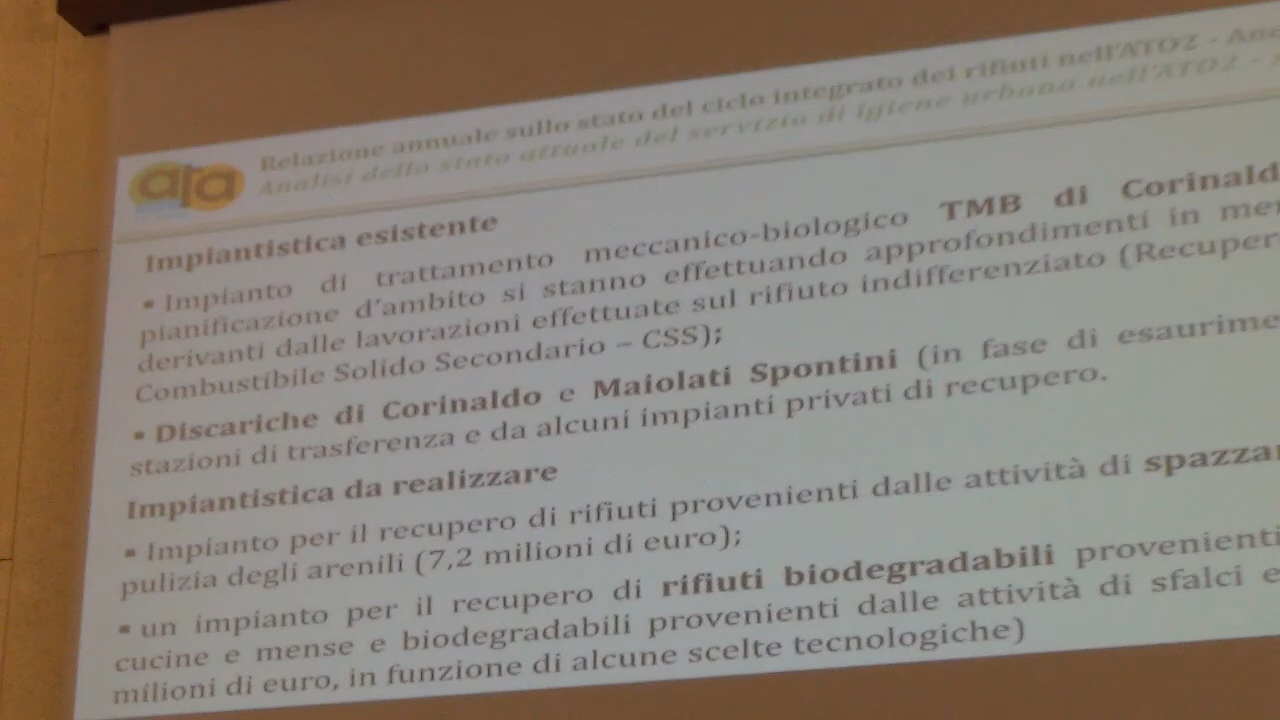 ata
Relazione annuale sullo stato del ciclo integrato dei rifiuti nell'ATO2 -
Analisi dello stato attuale del servizio di igiene urbana nell'ATO2 -
Impiantistica esistente
▪ Impianto di trattamento meccanico-biologico TMB di Corinald
pianificazione d'ambito si stanno effettuando approfondimenti in
derivanti dalle lavorazioni effettuate sul rifiuto indifferenziato (Recuper
Combustibile Solido Secondario – CSS);
▪ Discariche di Corinaldo e Maiolati Spontini (in fase di esaurime
stazioni di trasferenza e da alcuni impianti privati di recupero.
Impiantistica da realizzare
▪ Impianto per il recupero di rifiuti provenienti dalle attività di spazza
pulizia degli arenili (7,2 milioni di euro);
▪ un impianto per il recupero di rifiuti biodegradabili provenienti
cucine e mense e biodegradabili provenienti dalle attività di sfalci e
milioni di euro, in funzione di alcune scelte tecnologiche)